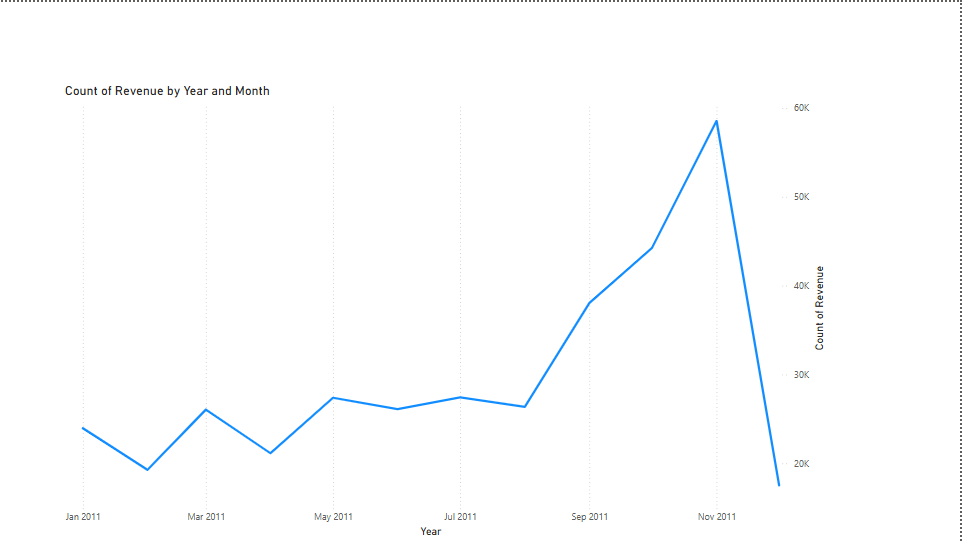 Count of Revenue by Year and Month
60K
50K
40K
30K
20K
Count of Revenue
Jan 2011
Mar 2011
May 2011
Jul 2011
Sep 2011
Nov 2011
Year